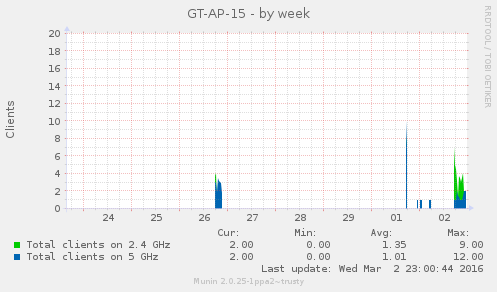 GT-AP-15 - by week
RRDTOOL / TOBI OETIKER
Clients
20
18
16
14
12
10
8
6
4
2
0
24 25 26 27 28 29 01 02
Cur: Min: Avg: Max:
Total clients on 2.4 GHz 2.00 0.00 1.35 9.00
Total clients on 5 GHz 2.00 0.00 1.01 12.00
Last update: Wed Mar 2 23:00:44 2016
Munin 2.0.25-1ppa2~trusty